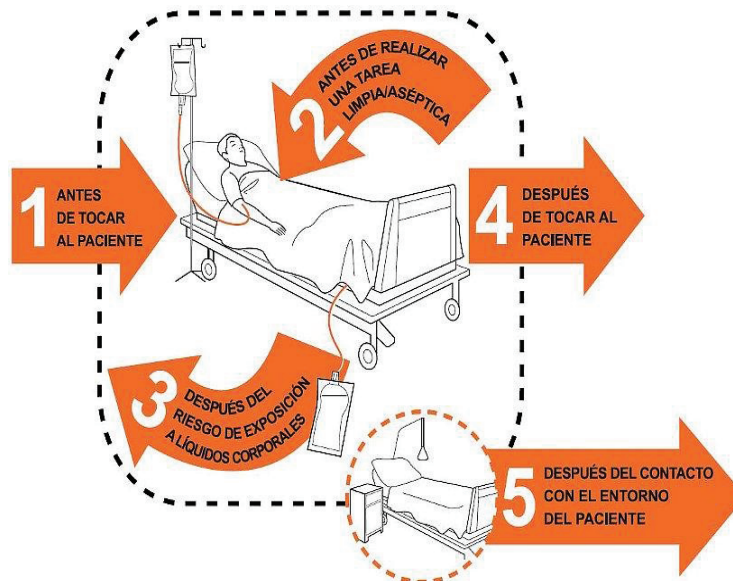 1 ANTES
DE TOCAR
AL PACIENTE
2 ANTES DE REALIZAR
UNA TAREA
LIMPIA/ASÉPTICA
3 DESPUÉS DEL
RIESGO DE EXPOSICIÓN
A LÍQUIDOS CORPORALES
4 DESPUÉS
DE TOCAR AL
PACIENTE
5 DESPUÉS DEL CONTACTO
CON EL ENTORNO
DEL PACIENTE